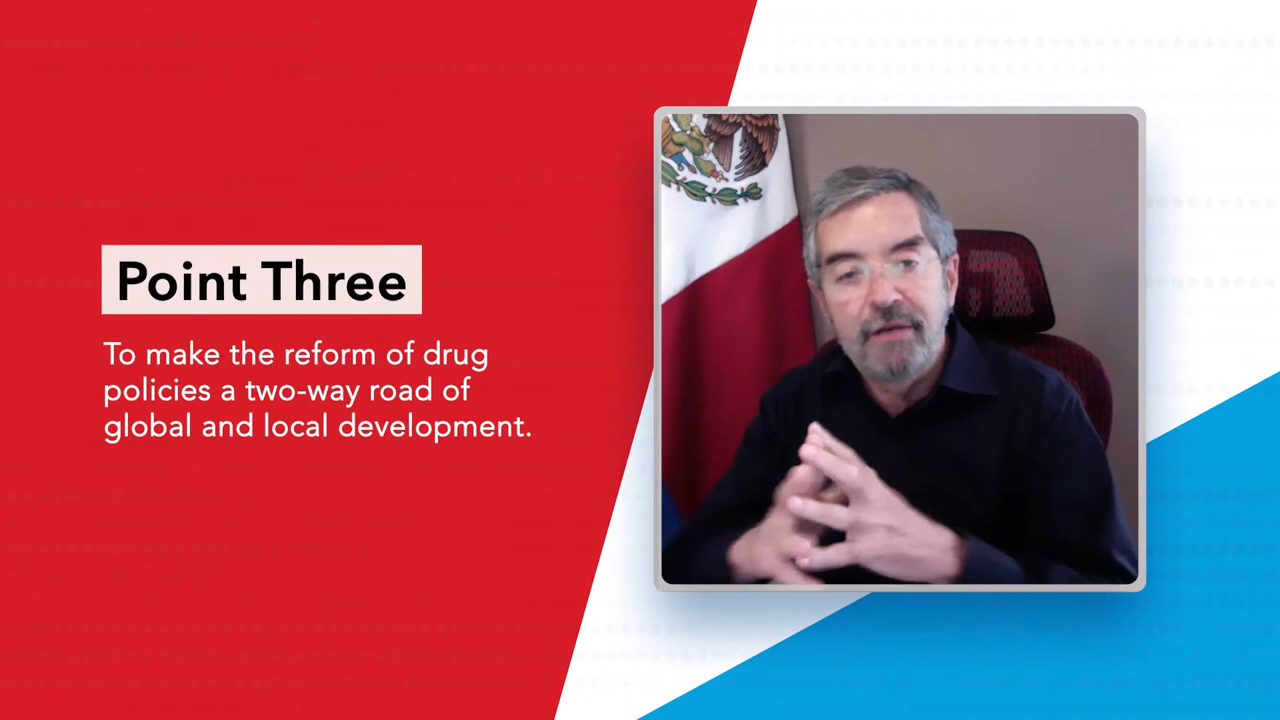 Point Three
To make the reform of drug
policies a two-way road of
global and local development.